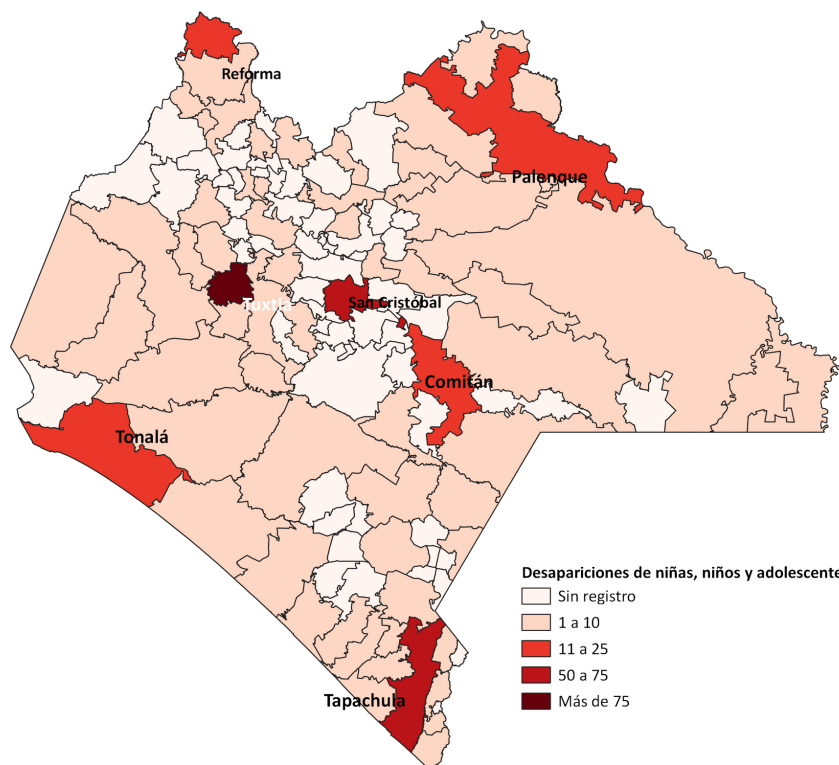 Reforma
Palenque
Tuxtla
San Cristóbal
Comitán
Tonalá
Tapachula
Desapariciones de niñas, niños y adolescente
Sin registro
1 a 10
11 a 25
50 a 75
Más de 75